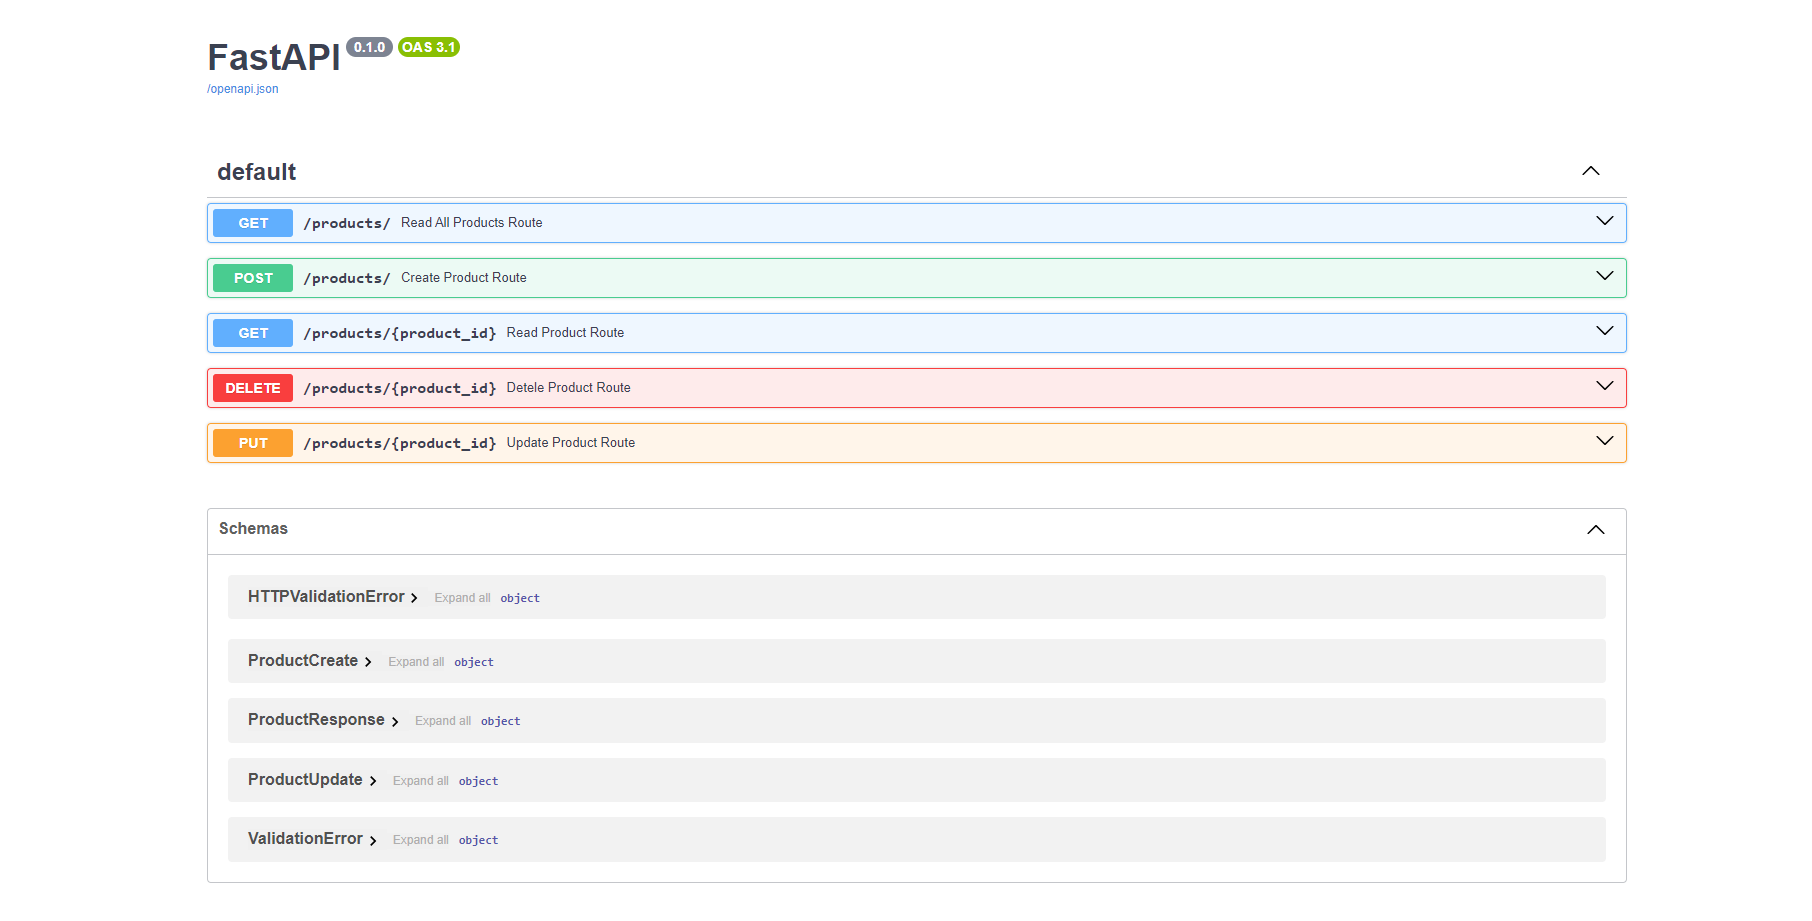 FastAPI 0.1.0 OAS 3.1
/openapi.json
default
GET /products/ Read All Products Route
POST /products/ Create Product Route
GET /products/{product_id} Read Product Route
DELETE /products/{product_id} Detele Product Route
PUT /products/{product_id} Update Product Route
Schemas
HTTPValidationError Expand all object
ProductCreate Expand all object
ProductResponse Expand all object
ProductUpdate Expand all object
ValidationError Expand all object